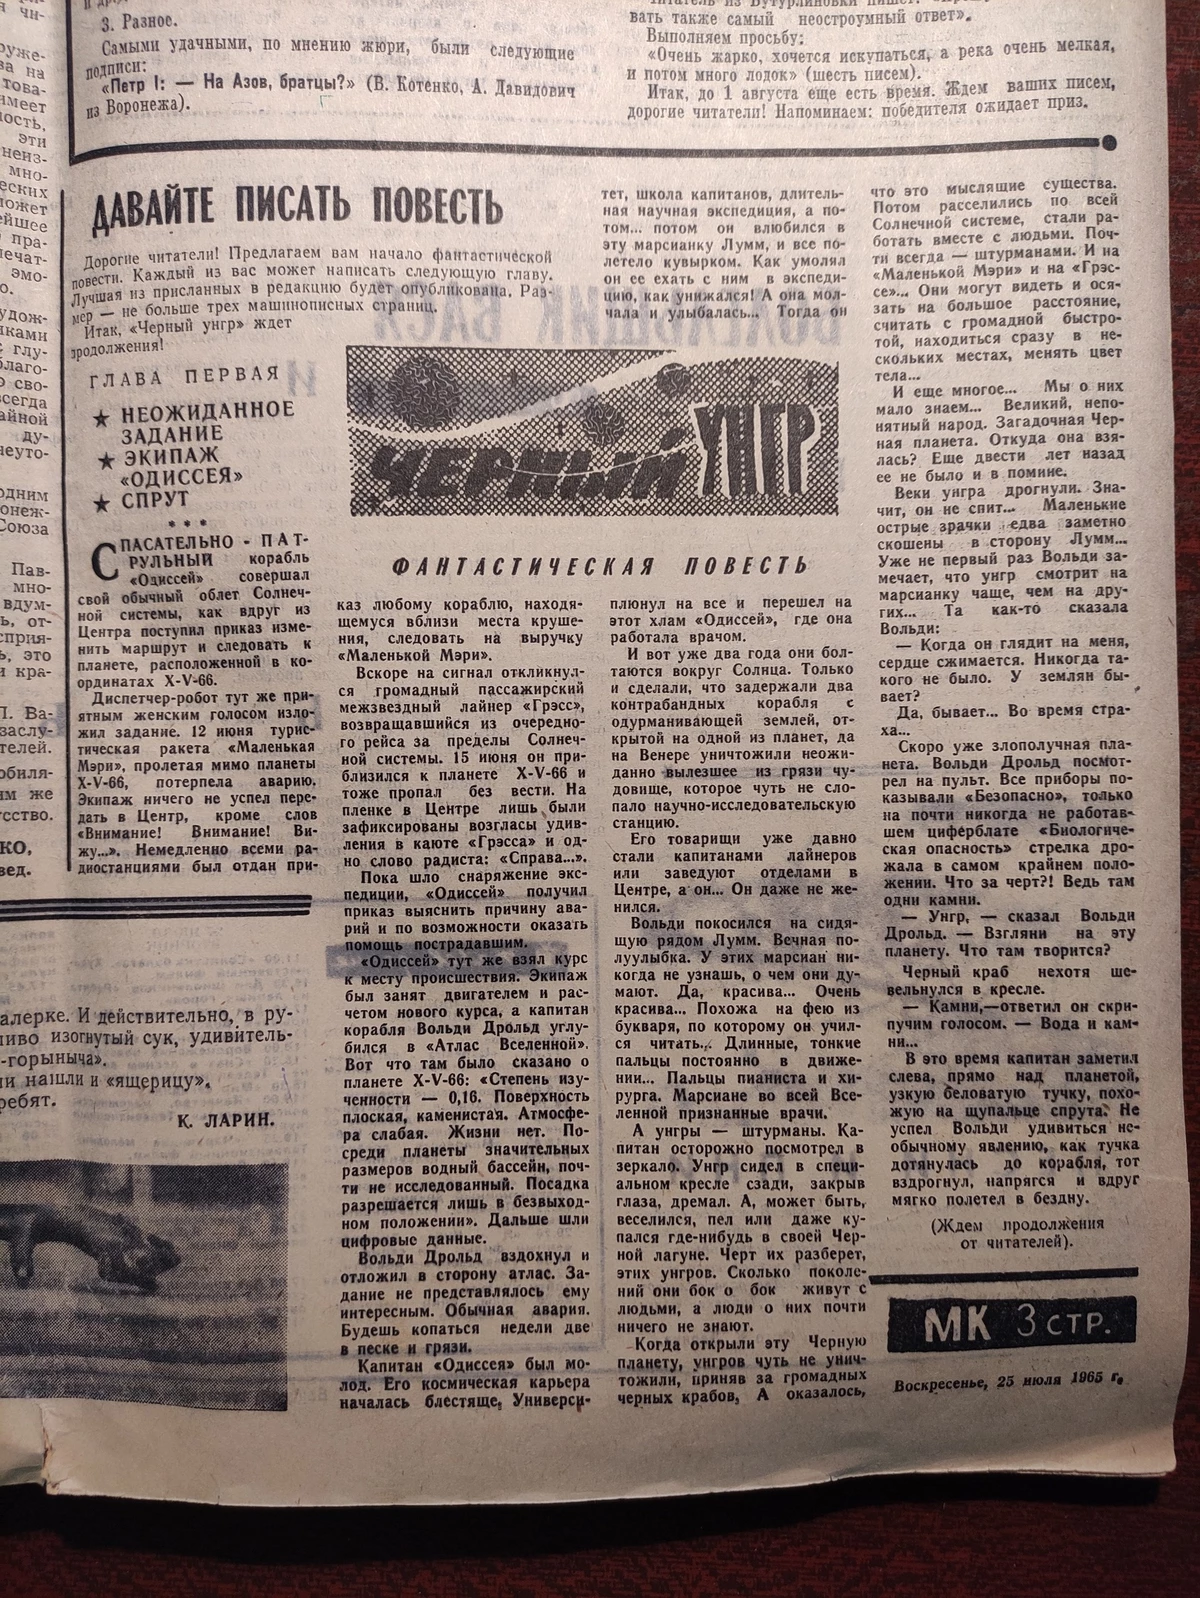 3. Разное.
Самыми удачными, по мнению жюри, были следующие
подписи:
«Петр I: — На Азов, братцы?» (В. Котенко, А. Давидович
из Воронежа).
вать также самый неостроумный ответ».
Выполняем просьбу:
«Очень жарко, хочется искупаться, а река очень мелкая,
и потом много лодок» (шесть писем).
Итак, до 1 августа еще есть время. Ждем ваших писем,
дорогие читатели! Напоминаем: победителя ожидает приз.
ДАВАЙТЕ ПИСАТЬ ПОВЕСТЬ
Дорогие читатели! Предлагаем вам начало фантастической
повести. Каждый из вас может написать следующую главу.
Лучшая из присланных в редакцию будет опубликована. Раз-
мер — не больше трех машинописных страниц.
Итак, «Черный унгр» ждет
продолжения!
ГЛАВА ПЕРВАЯ
★ НЕОЖИДАННОЕ
ЗАДАНИЕ
★ ЭКИПАЖ
«ОДИССЕЯ»
★ СПРУТ
* * *
ЧЕРНЫЙ УНГР
ФАНТАСТИЧЕСКАЯ ПОВЕСТЬ
СПАСАТЕЛЬНО-ПАТ-
РУЛЬНЫЙ корабль
«Одиссей» совершал
свой обычный облет Солнеч-
ной системы, как вдруг из
Центра поступил приказ изме-
нить маршрут и следовать к
планете, расположенной в ко-
ординатах X-V-66.
Диспетчер-робот тут же при-
ятным женским голосом изло-
жил задание. 12 июня турис-
тическая ракета «Маленькая
Мэри», пролетая мимо планеты
X-V-66, потерпела аварию.
Экипаж ничего не успел пере-
дать в Центр, кроме слов
«Внимание! Внимание! Ви-
жу...». Немедленно всеми ра-
диостанциями был отдан при-
каз любому кораблю, находя-
щемуся вблизи места круше-
ния, следовать на выручку
«Маленькой Мэри».
Вскоре на сигнал откликнул-
ся громадный пассажирский
межзвездный лайнер «Грэсс»,
возвращавшийся из очередно-
го рейса за пределы Солнеч-
ной системы. 15 июня он при-
близился к планете X-V-66 и
тоже пропал без вести. На
пленке в Центре лишь были
зафиксированы возгласы удив-
ления в каюте «Грэсса» и од-
но слово радиста: «Справа...».
Пока шло снаряжение экс-
педиции, «Одиссей» получил
приказ выяснить причину ава-
рий и по возможности оказать
помощь пострадавшим.
«Одиссей» тут же взял курс
к месту происшествия. Экипаж
был занят двигателем и рас-
четом нового курса, а капитан
корабля Вольди Дрольд углу-
бился в «Атлас Вселенной».
Вот что там было сказано о
планете X-V-66: «Степень изу-
ченности — 0,16. Поверхность
плоская, каменистая. Атмосфе-
ра слабая. Жизни нет. По-
среди планеты значительных
размеров водный бассейн, поч-
ти не исследованный. Посадка
разрешается лишь в безвыход-
ном положении». Дальше шли
цифровые данные.
Вольди Дрольд вздохнул и
отложил в сторону атлас. За-
дание не представлялось ему
интересным. Обычная авария.
Будешь копаться недели две
в песке и грязи.
Капитан «Одиссея» был мо-
лод. Его космическая карьера
началась блестяще. Универси-
тет, школа капитанов, длитель-
ная научная экспедиция, а по-
том... потом он влюбился в
эту марсианку Лумм, и все по-
летело кувырком. Как умолял
он ее ехать с ним в экспеди-
цию, как унижался! А она мол-
чала и улыбалась... Тогда он
плюнул на все и перешел на
этот хлам «Одиссей», где она
работала врачом.
И вот уже два года они бол-
таются вокруг Солнца. Только
и сделали, что задержали два
контрабандных корабля с
одурманивающей землей, от-
крытой на одной из планет, да
на Венере уничтожили неожи-
данно вылезшее из грязи чу-
довище, которое чуть не сло-
пало научно-исследовательскую
станцию.
Его товарищи уже давно
стали капитанами лайнеров
или заведуют отделами в
Центре, а он... Он даже не же-
нился.
Вольди покосился на сидя-
щую рядом Лумм. Вечная по-
луулыбка. У этих марсиан ни-
когда не узнаешь, о чем они ду-
мают. Да, красива... Очень
красива... Похожа на фею из
букваря, по которому он учил-
ся читать... Длинные, тонкие
пальцы постоянно в движе-
нии... Пальцы пианиста и хи-
рурга. Марсиане во всей Все-
ленной признанные врачи.
А унгры — штурманы. Ка-
питан осторожно посмотрел в
зеркало. Унгр сидел в специ-
альном кресле сзади, закрыв
глаза, дремал. А, может быть,
веселился, пел или даже ку-
пался где-нибудь в своей Чер-
ной лагуне. Черт их разберет,
этих унгров. Сколько поколе-
ний они бок о бок живут с
людьми, а люди о них почти
ничего не знают.
Когда открыли эту Черную
планету, унгров чуть не унич-
тожили, приняв за громадных
черных крабов. А оказалось,
что это мыслящие существа.
Потом расселились по всей
Солнечной системе, стали ра-
ботать вместе с людьми. Поч-
ти всегда — штурманами. И на
«Маленькой Мэри» и на «Грэс-
се»... Они могут видеть и ося-
зать на большое расстояние,
считать с громадной быстро-
той, находиться сразу в не-
скольких местах, менять цвет
тела...
И еще многое... Мы о них
мало знаем... Великий, непо-
нятный народ. Загадочная Чер-
ная планета. Откуда она взя-
лась? Еще двести лет назад
ее не было и в помине.
Веки унгра дрогнули. Зна-
чит, он не спит... Маленькие
острые зрачки едва заметно
скошены в сторону Лумм...
Уже не первый раз Вольди за-
мечает, что унгр смотрит на
марсианку чаще, чем на дру-
гих... Та как-то сказала
Вольди:
— Когда он глядит на меня,
сердце сжимается. Никогда та-
кого не было. У землян бы-
вает?
Да, бывает... Во время стра-
ха...
Скоро уже злополучная пла-
нета. Вольди Дрольд посмот-
рел на пульт. Все приборы по-
казывали «Безопасно», только
на почти никогда не работав-
шем циферблате «Биологиче-
ская опасность» стрелка дро-
жала в самом крайнем поло-
жении. Что за черт?! Ведь там
одни камни.
— Унгр, — сказал Вольди
Дрольд. — Взгляни на эту
планету. Что там творится?
Черный краб нехотя ше-
вельнулся в кресле.
— Камни,—ответил он скри-
пучим голосом. — Вода и кам-
ни...
В это время капитан заметил
слева, прямо над планетой,
узкую беловатую тучку, похо-
жую на щупальце спрута. Не
успел Вольди удивиться не-
обычному явлению, как тучка
дотянулась до корабля, тот
вздрогнул, напрягся и вдруг
мягко полетел в бездну.
(Ждем продолжения
от читателей).
алерке. И действительно, в ру-
ливо изогнутый сук, удивитель-
-горыныча».
ли нашли и «ящерицу».
ребят.
К. ЛАРИН.
МК 3 СТР.
Воскресенье, 25 июля 1965 г.